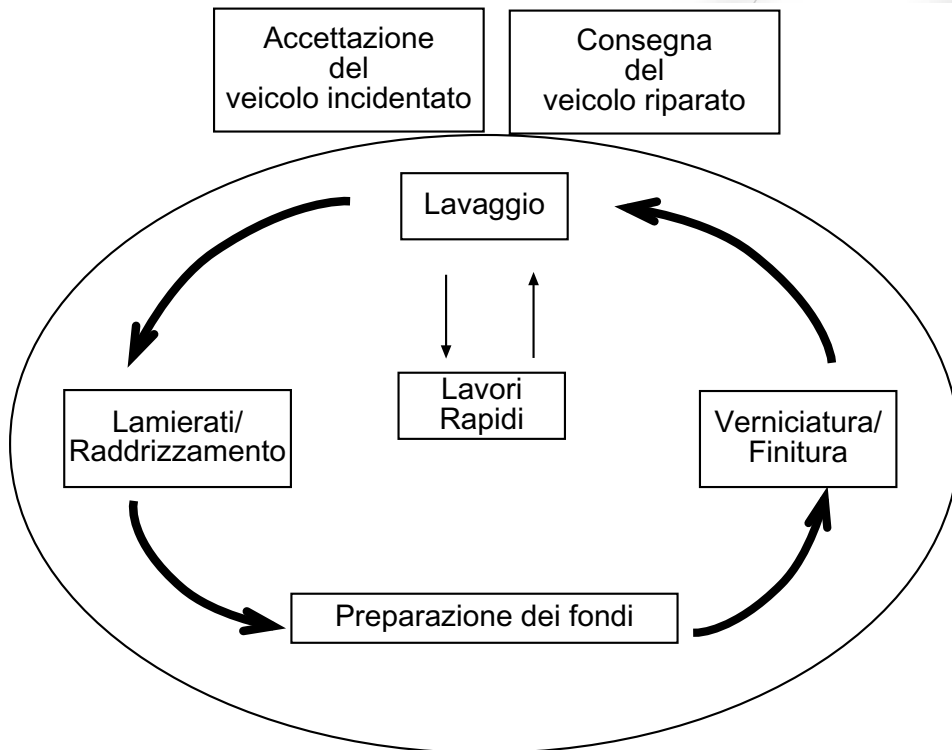 Accettazione
del
veicolo incidentato
Consegna
del
veicolo riparato
Lavaggio
Lavori
Rapidi
Lamierati/
Raddrizzamento
Verniciatura/
Finitura
Preparazione dei fondi